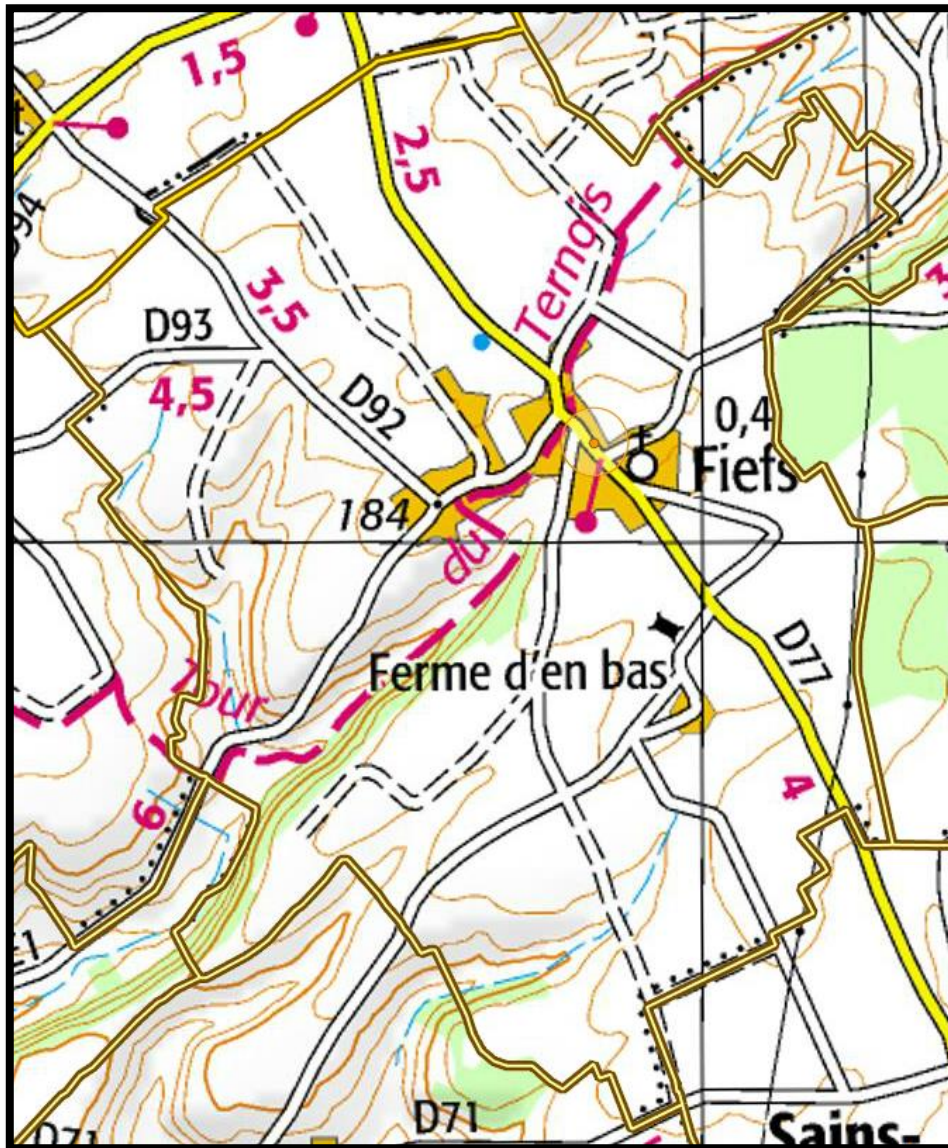 1,5
2,5
Ternois
3,5
D93
4,5
D92
0,4
Fiefs
184
du
Ferme d'en bas
D77
Tour
4
6
D71
D71
Sains-